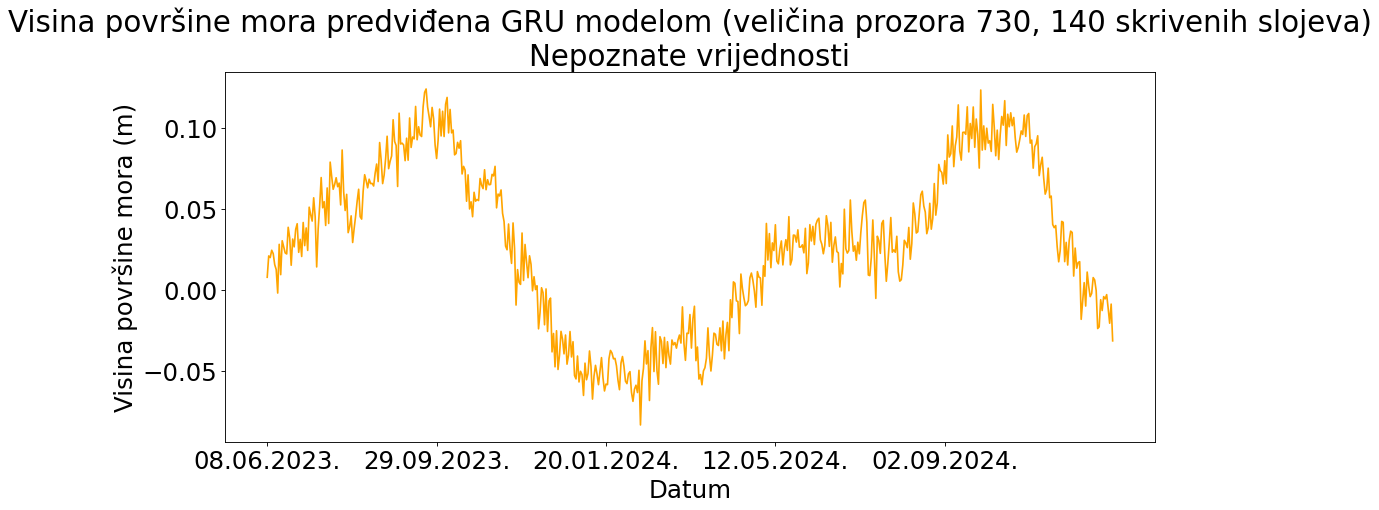 Visina površine mora predviđena GRU modelom (veličina prozora 730, 140 skrivenih slojeva)
Nepoznate vrijednosti
Visina površine mora (m)
0.10
0.05
0.00
−0.05
08.06.2023. 29.09.2023. 20.01.2024. 12.05.2024. 02.09.2024.
Datum